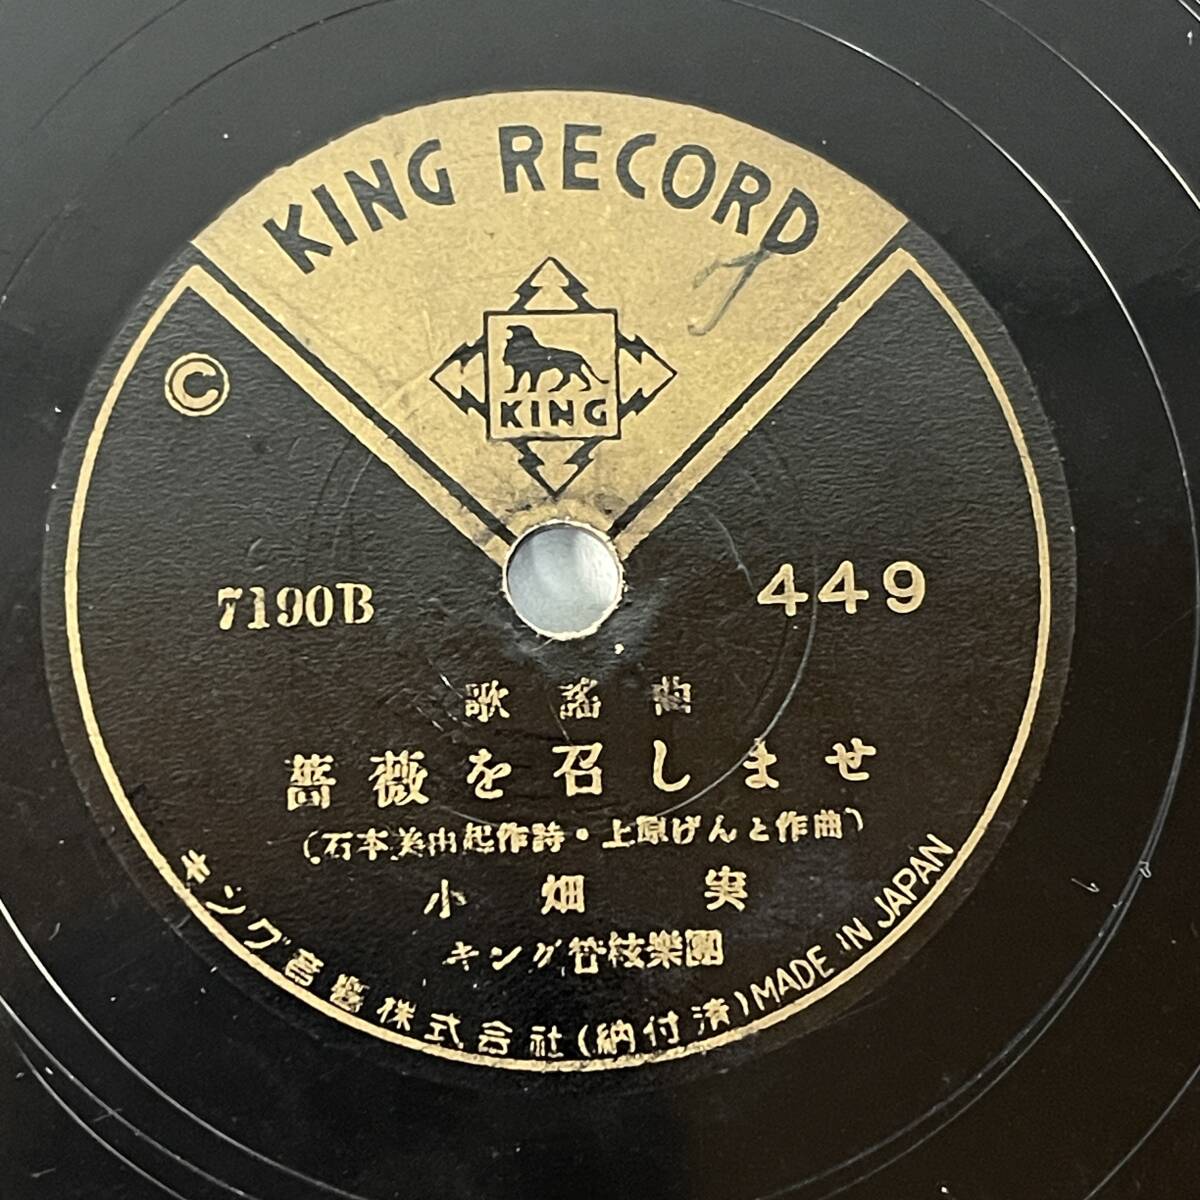 KING RECORD
KING
©
7190B
449
歌謡曲
薔薇を召しませ
(石本美由起作詩・上原げんと作曲)
小畑 実
キング管絃樂團
キング音響株式会社(納付済)MADE IN JAPAN